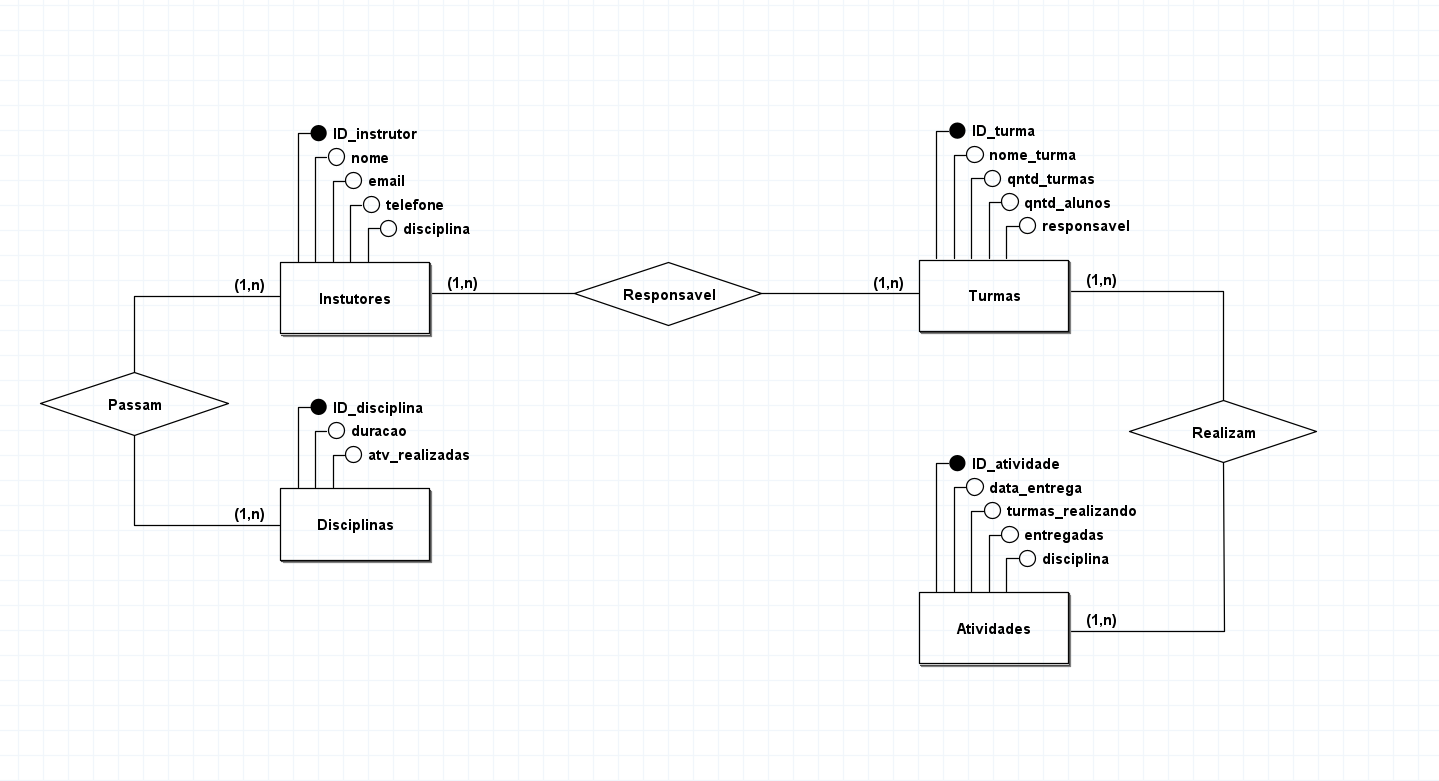 ID_instrutor
nome
email
telefone
disciplina
(1,n)
(1,n)
Instutores
Responsavel
(1,n)
ID_turma
nome_turma
qntd_turmas
qntd_alunos
responsavel
Turmas
(1,n)
Passam
ID_disciplina
duracao
atv_realizadas
(1,n)
Disciplinas
Realizam
ID_atividade
data_entrega
turmas_realizando
entregadas
disciplina
Atividades
(1,n)